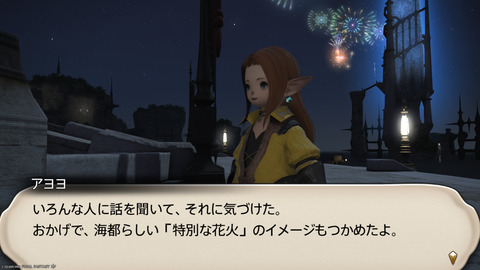 アヨヨ
いろんな人に話を聞いて、それに気づけた。
おかげで、海都らしい「特別な花火」のイメージもつかめたよ。